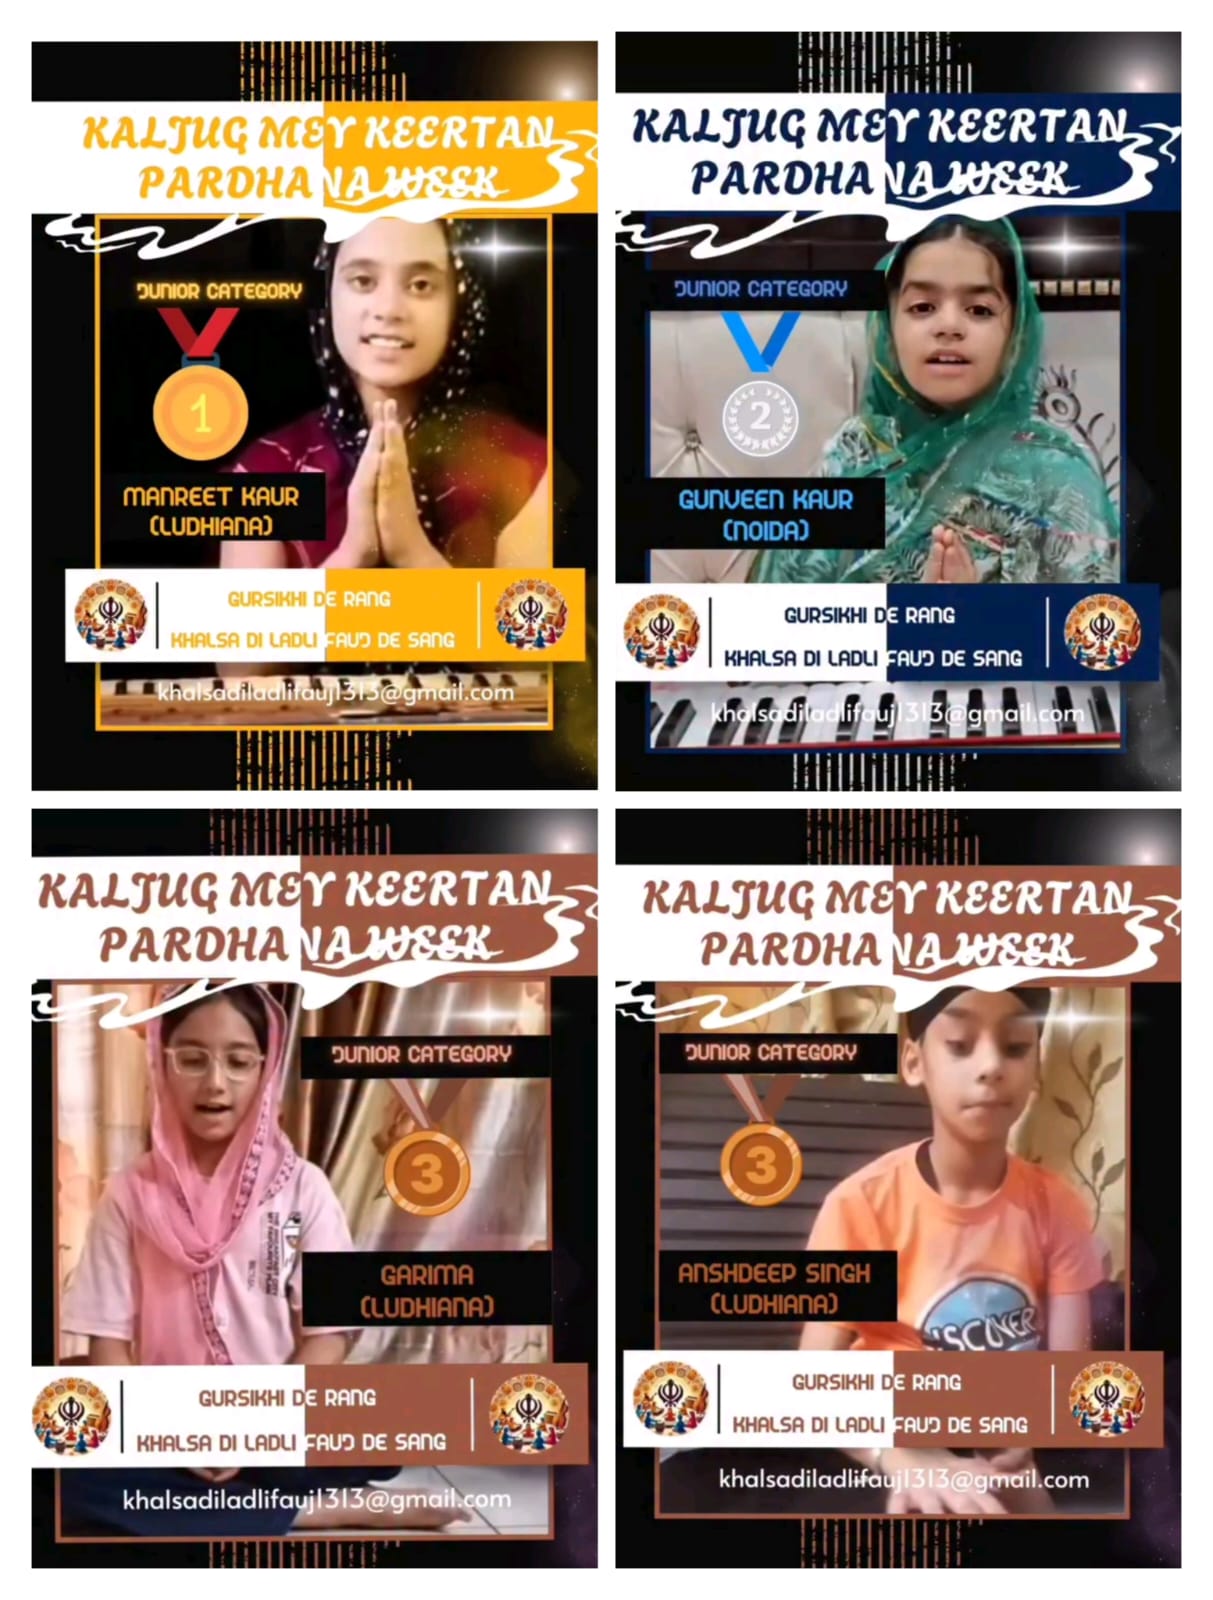 KALJUG MEY KEERTAN
PARDHANA WEEK
JUNIOR CATEGORY
1
MANREET KAUR
(LUDHIANA)
GURSIKHI DE RANG
KHALSA DI LADLI FAUJ DE SANG
khalsadiladlifauj1313@gmail.com
KALJUG MEY KEERTAN
PARDHANA WEEK
JUNIOR CATEGORY
2
GUNVEEN KAUR
(NOIDA)
GURSIKHI DE RANG
KHALSA DI LADLI FAUJ DE SANG
khalsadiladlifauj1313@gmail.com
KALJUG MEY KEERTAN
PARDHANA WEEK
JUNIOR CATEGORY
3
GARIMA
(LUDHIANA)
GURSIKHI DE RANG
KHALSA DI LADLI FAUJ DE SANG
khalsadiladlifauj1313@gmail.com
KALJUG MEY KEERTAN
PARDHANA WEEK
JUNIOR CATEGORY
3
ANSHDEEP SINGH
(LUDHIANA)
DISCOVER
GURSIKHI DE RANG
KHALSA DI LADLI FAUJ DE SANG
khalsadiladlifauj1313@gmail.com